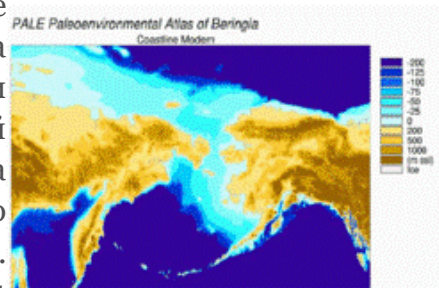 PALE Paleoenvironmental Atlas of Beringia
Coastline Modern
-200
-125
-100
-75
-50
-25
0
200
500
1000
(m asl)
Ice
е
а
и
й
а
о
.